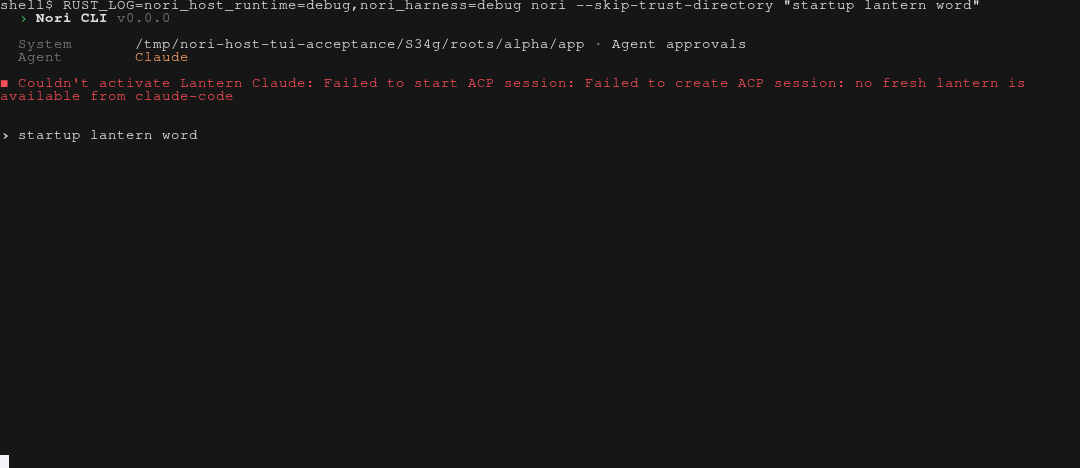 shell$ RUST_LOG=nori_host_runtime=debug,nori_harness=debug nori --skip-trust-directory "startup lantern word"
› Nori CLI v0.0.0
System /tmp/nori-host-tui-acceptance/S34g/roots/alpha/app · Agent approvals
Agent Claude
■ Couldn't activate Lantern Claude: Failed to start ACP session: Failed to create ACP session: no fresh lantern is
available from claude-code
› startup lantern word